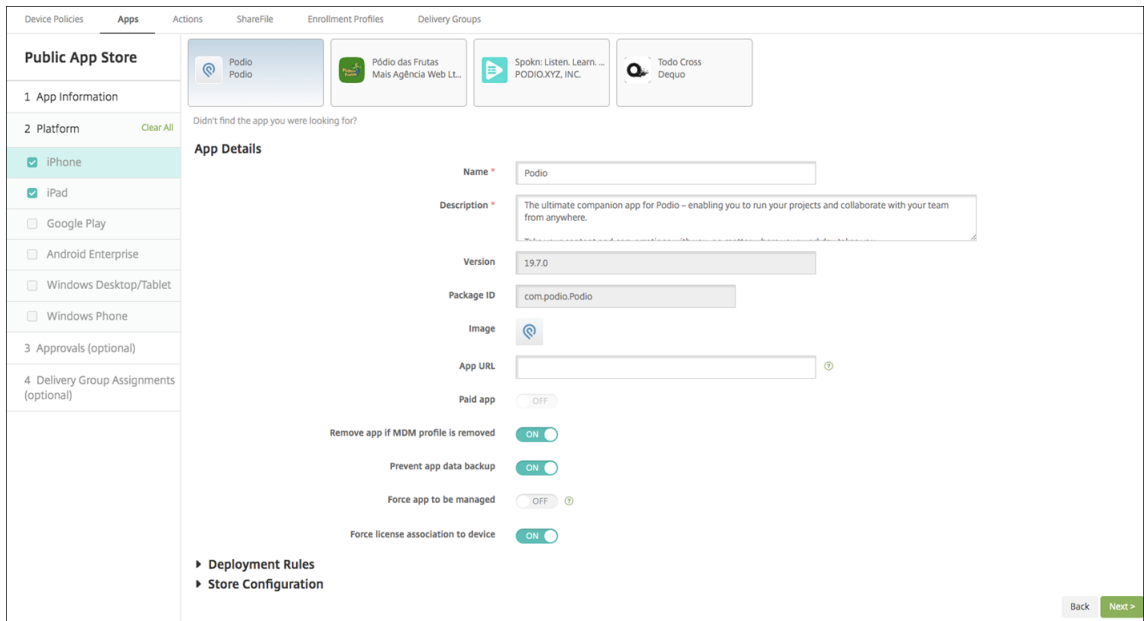 Device Policies
Apps
Actions
ShareFile
Enrollment Profiles
Delivery Groups
Public App Store
1 App Information
2 Platform
Clear All
iPhone
iPad
Google Play
Android Enterprise
Windows Desktop/Tablet
Windows Phone
3 Approvals (optional)
4 Delivery Group Assignments
(optional)
Podio
Podio
Pódio das Frutas
Mais Agência Web Lt...
Spokn: Listen. Learn. ...
PODIO.XYZ, INC.
Todo Cross
Dequo
Didn't find the app you were looking for?
App Details
Name *
Podio
Description *
The ultimate companion app for Podio – enabling you to run your projects and collaborate with your team
from anywhere.
Version
19.7.0
Package ID
com.podio.Podio
Image
App URL
Paid app
OFF
Remove app if MDM profile is removed
ON
Prevent app data backup
ON
Force app to be managed
OFF
Force license association to device
ON
Deployment Rules
Store Configuration
Back
Next >